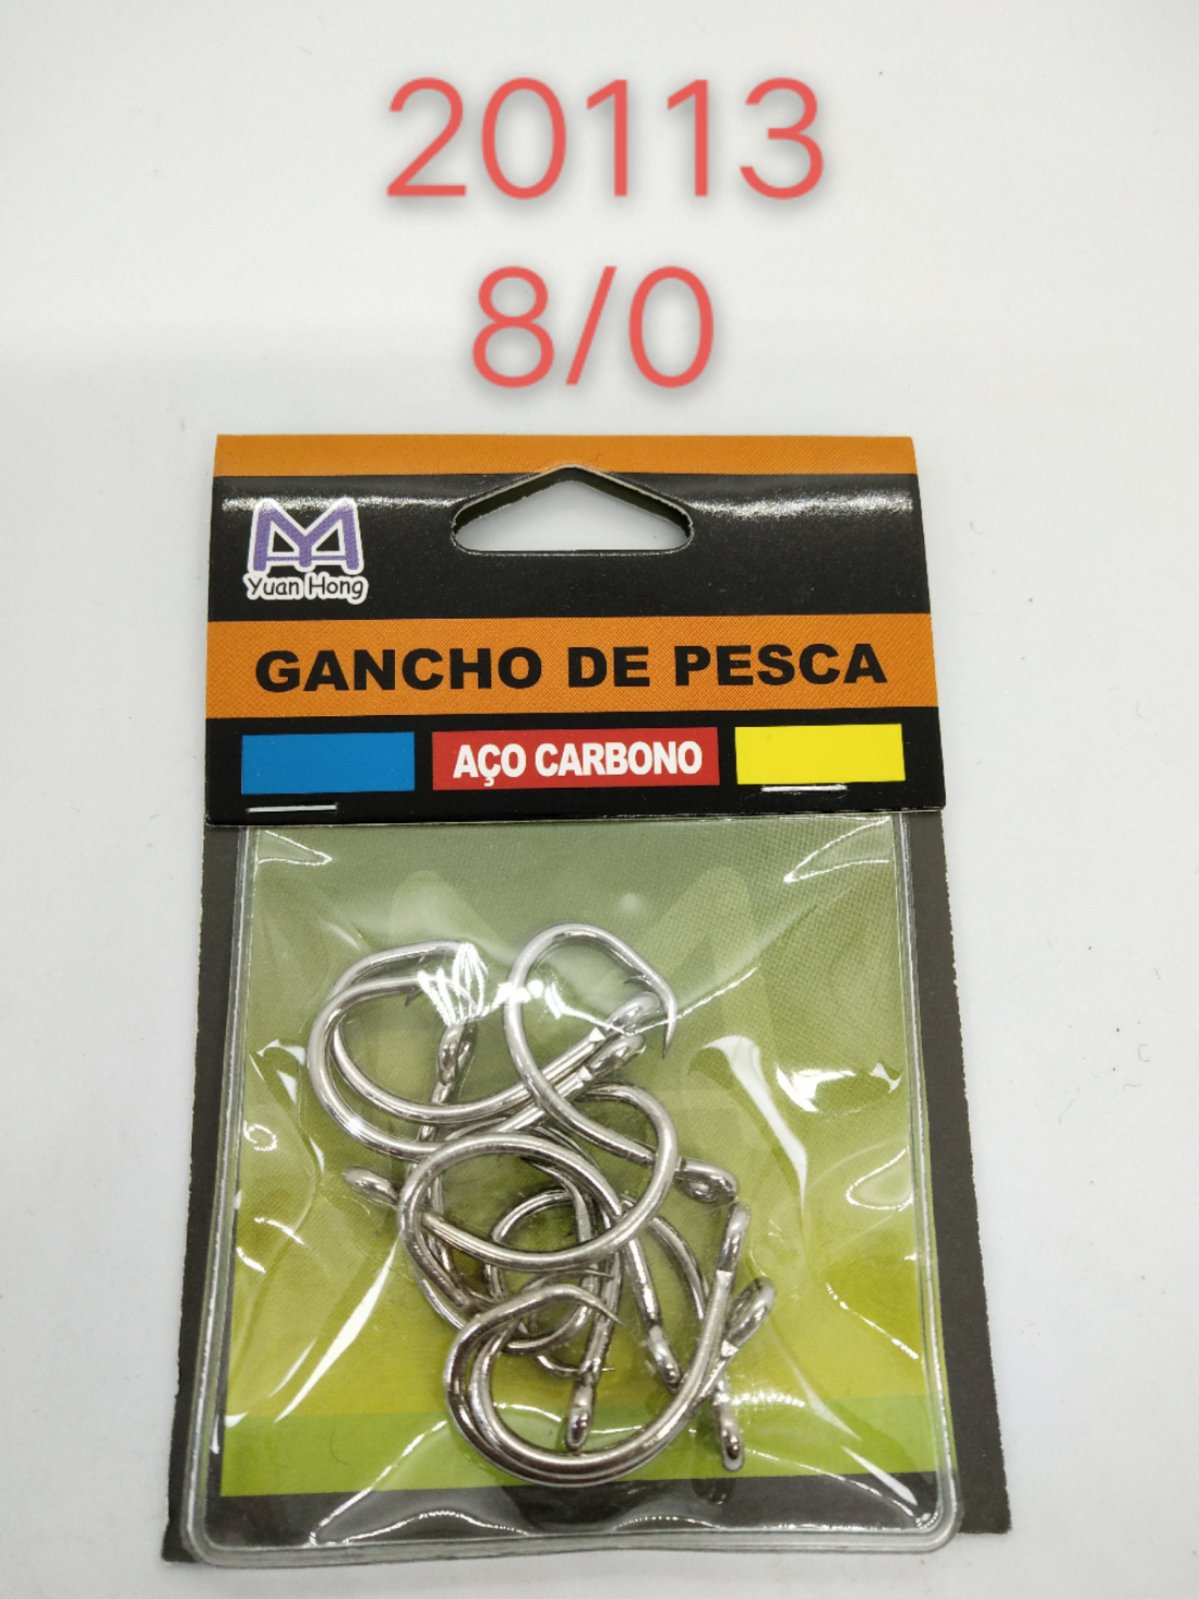 20113
8/0
Yuan Hong
GANCHO DE PESCA
AÇO CARBONO